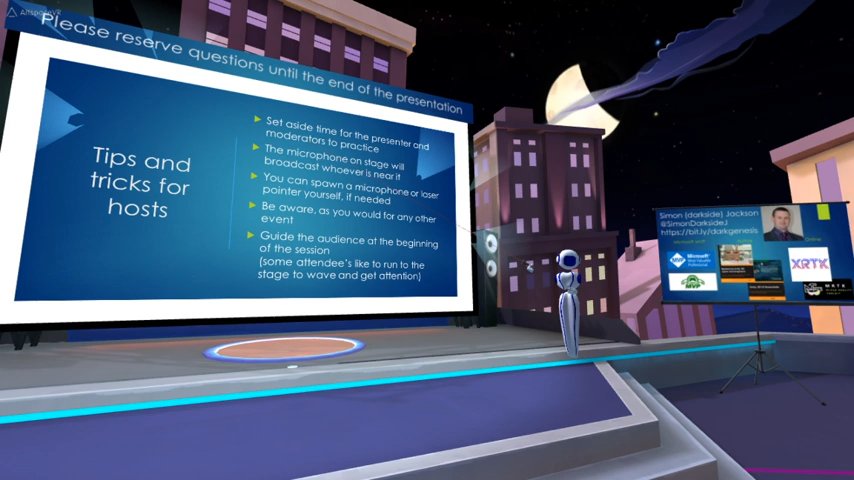 AltspaceVR
Please reserve questions until the end of the presentation
Tips and
tricks for
hosts
Set aside time for the presenter and
moderators to practice
The microphone on stage will
broadcast whoever is near it
You can spawn a microphone or laser
pointer yourself, if needed
Be aware, as you would for any other
event
Guide the audience at the beginning
of the session
(some attendee's like to run to the
stage to wave and get attention)
Simon (darkside) Jackson
@SimonDarksideJ
https://bit.ly/darkgenesis
Microsoft
MVP
XRTK
MRTK